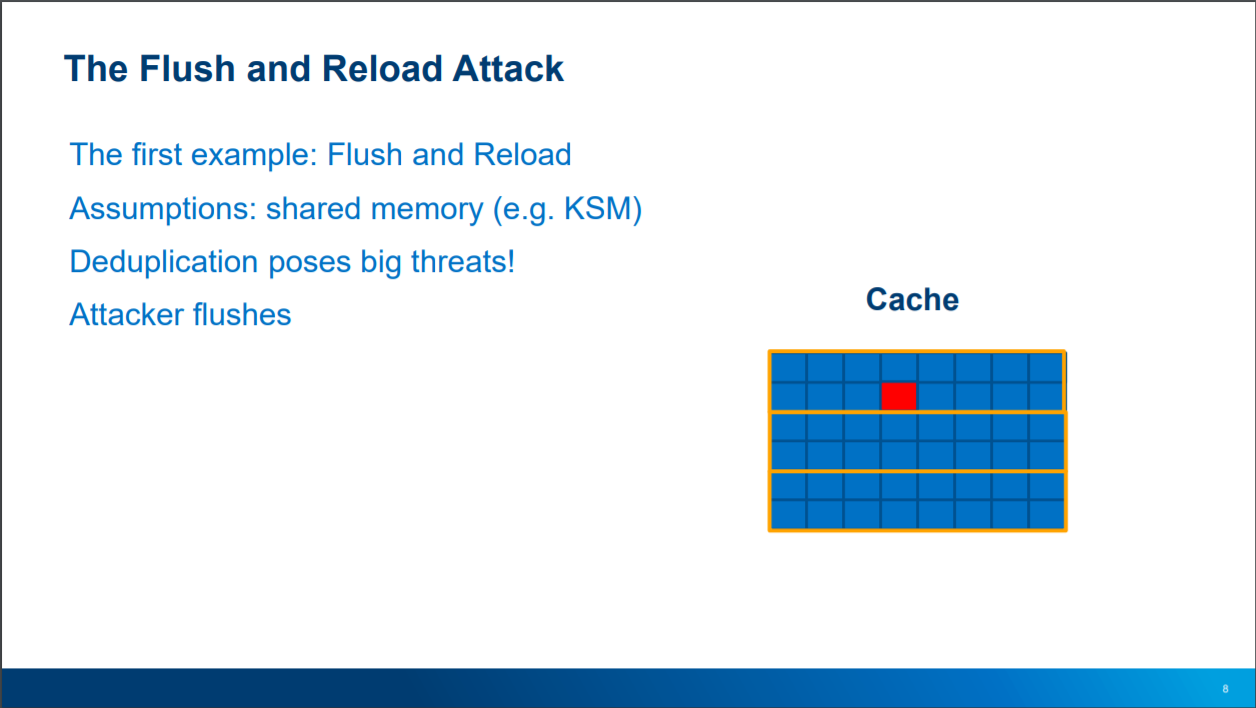 The Flush and Reload Attack
The first example: Flush and Reload
Assumptions: shared memory (e.g. KSM)
Deduplication poses big threats!
Attacker flushes
Cache
8